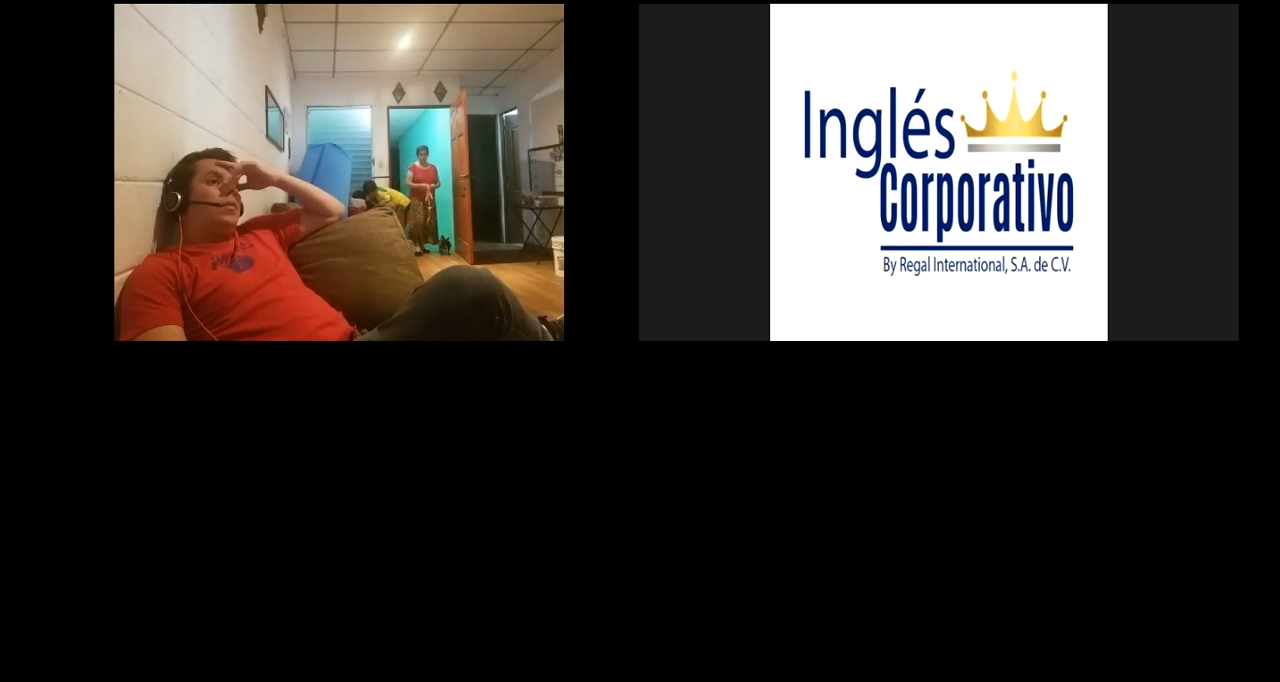 Inglés
Corporativo
By Regal International, S.A. de C.V.